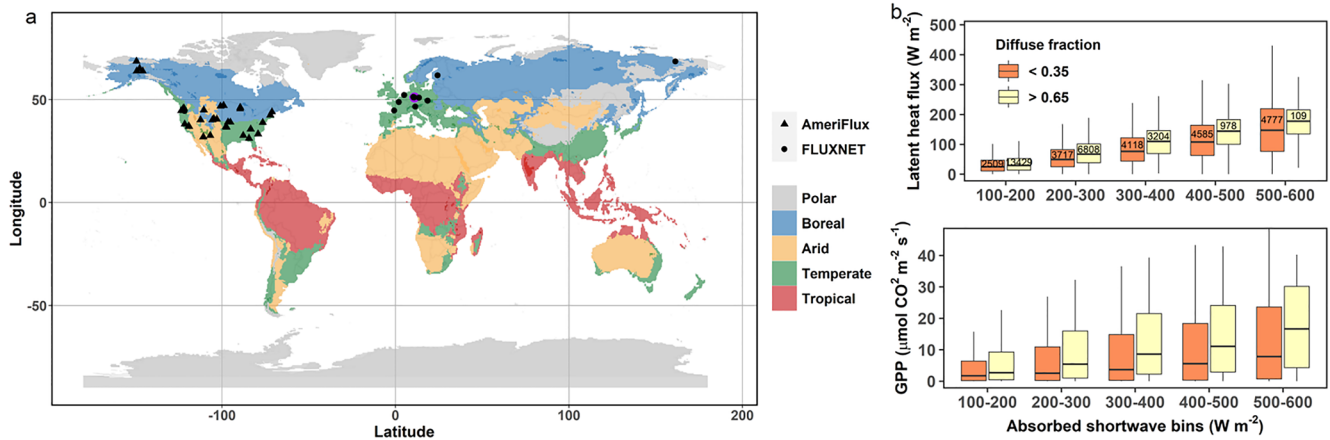 a
50
0
-50
-100
0
100
200
Longitude
Latitude
AmeriFlux
FLUXNET
Polar
Boreal
Arid
Temperate
Tropical
b
Latent heat flux (W m-2)
500
400
300
200
100
0
Diffuse fraction
< 0.35
> 0.65
2509 13429 3717 6808 4118 3204 4585 978 4777 109
100-200 200-300 300-400 400-500 500-600
GPP (μmol CO2 m-2 s-1)
40
30
20
10
0
100-200 200-300 300-400 400-500 500-600
Absorbed shortwave bins (W m-2)